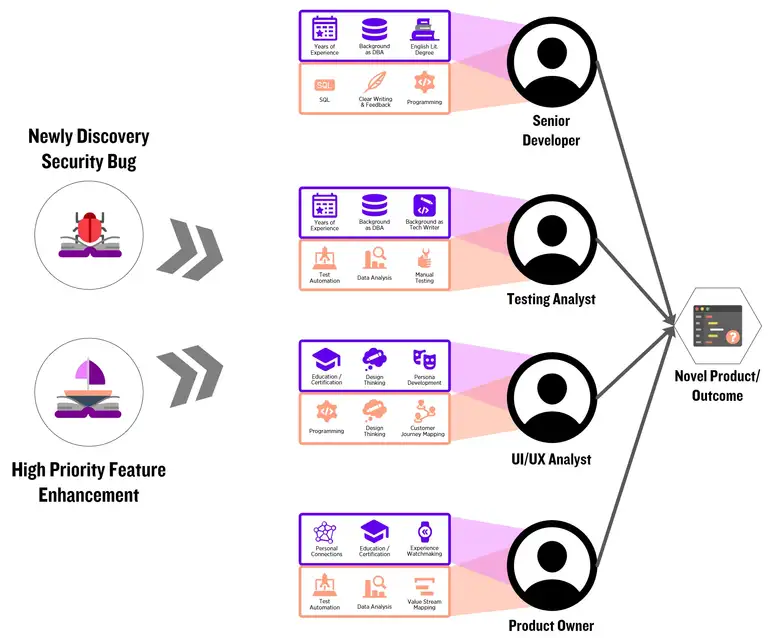 Newly Discovery
Security Bug
High Priority Feature
Enhancement
Years of
Experience
Background
as DBA
English Lit.
Degree
SQL
SQL
Clear Writing
& Feedback
Programming
Senior
Developer
Years of
Experience
Background
as DBA
Background as
Tech Writer
Test
Automation
Data Analysis
Manual
Testing
Testing Analyst
Education /
Certification
Design
Thinking
Persona
Development
Programming
Design
Thinking
Customer
Journey Mapping
UI/UX Analyst
Personal
Connections
Education /
Certification
Experience
Watchmaking
Test
Automation
Data Analysis
Value Stream
Mapping
Product Owner
?
Novel Product/
Outcome